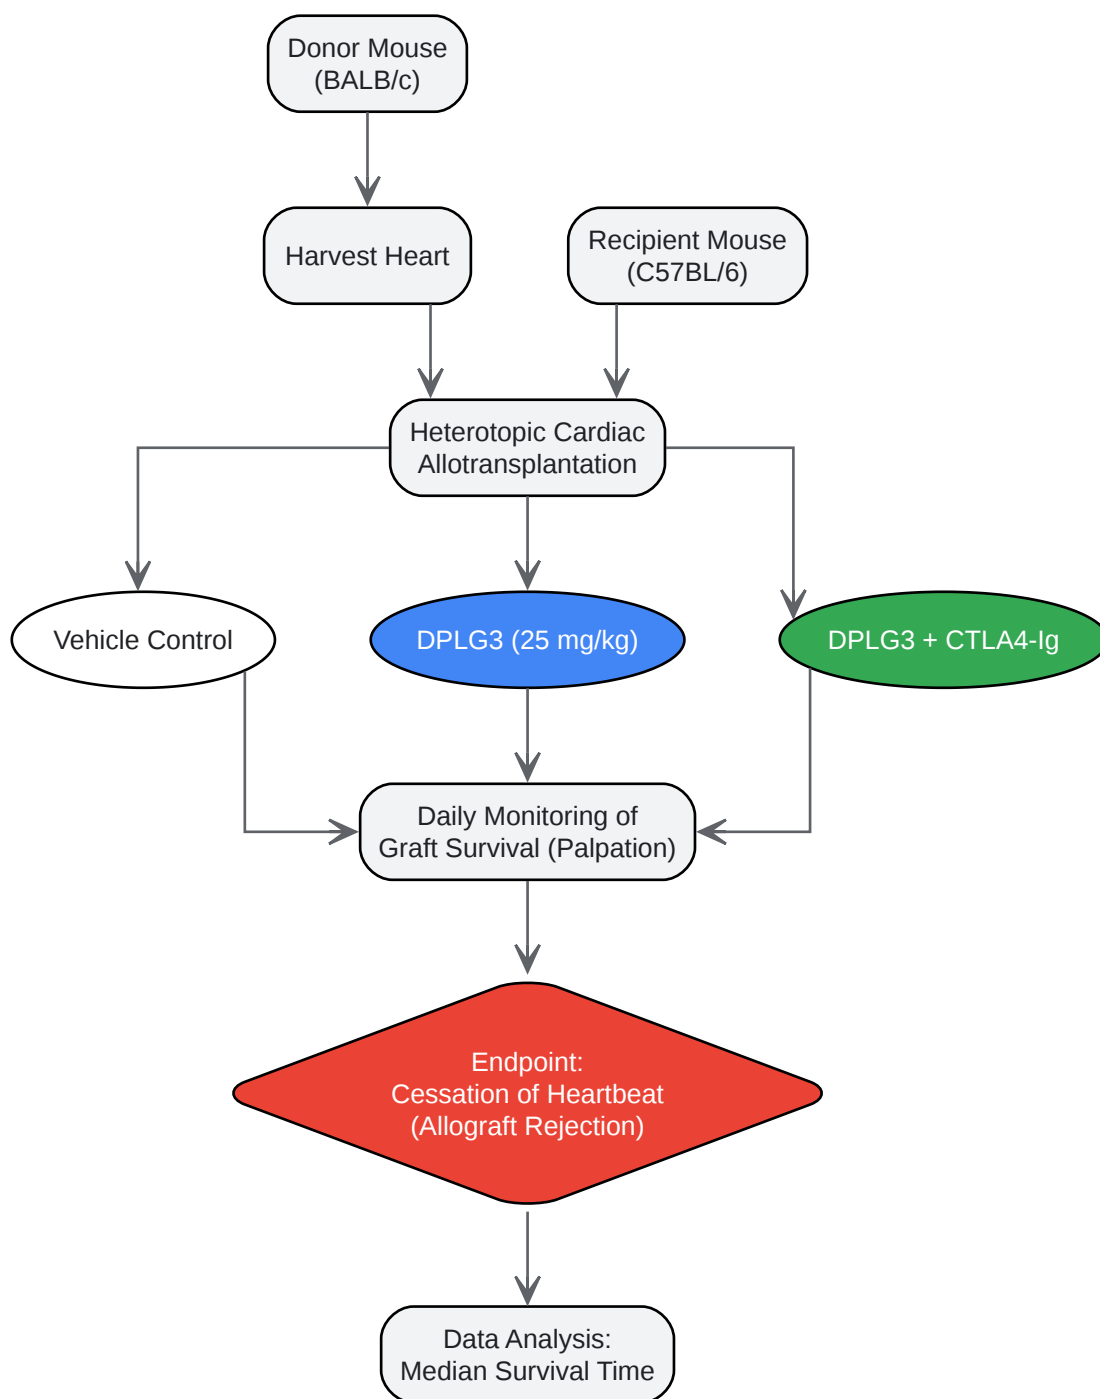 Donor Mouse
(BALB/c)
Harvest Heart
Recipient Mouse
(C57BL/6)
Heterotopic Cardiac
Allotransplantation
Vehicle Control
DPLG3 (25 mg/kg)
DPLG3 + CTLA4-Ig
Daily Monitoring of
Graft Survival (Palpation)
Endpoint:
Cessation of Heartbeat
(Allograft Rejection)
Data Analysis:
Median Survival Time